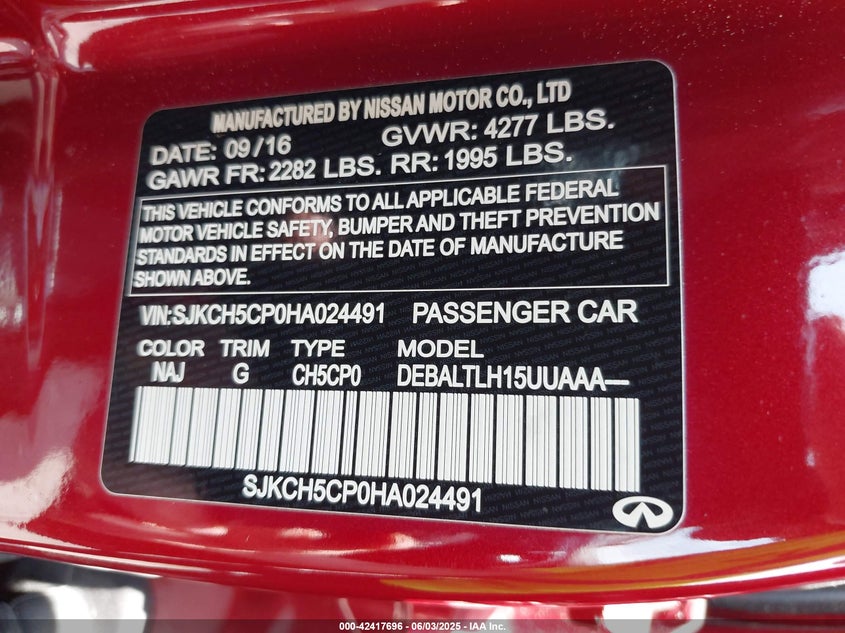 MANUFACTURED BY NISSAN MOTOR CO., LTD
DATE: 09/16 GVWR: 4277 LBS.
GAWR FR: 2282 LBS. RR: 1995 LBS.
THIS VEHICLE CONFORMS TO ALL APPLICABLE FEDERAL
MOTOR VEHICLE SAFETY, BUMPER AND THEFT PREVENTION
STANDARDS IN EFFECT ON THE DATE OF MANUFACTURE
SHOWN ABOVE.
VIN:SJKCH5CP0HA024491 PASSENGER CAR
COLOR TRIM TYPE MODEL
NAJ G CH5CP0 DEBALTLH15UUAAA—
SJKCH5CP0HA024491
000-42417696 - 06/03/2025 - IAA, Inc.